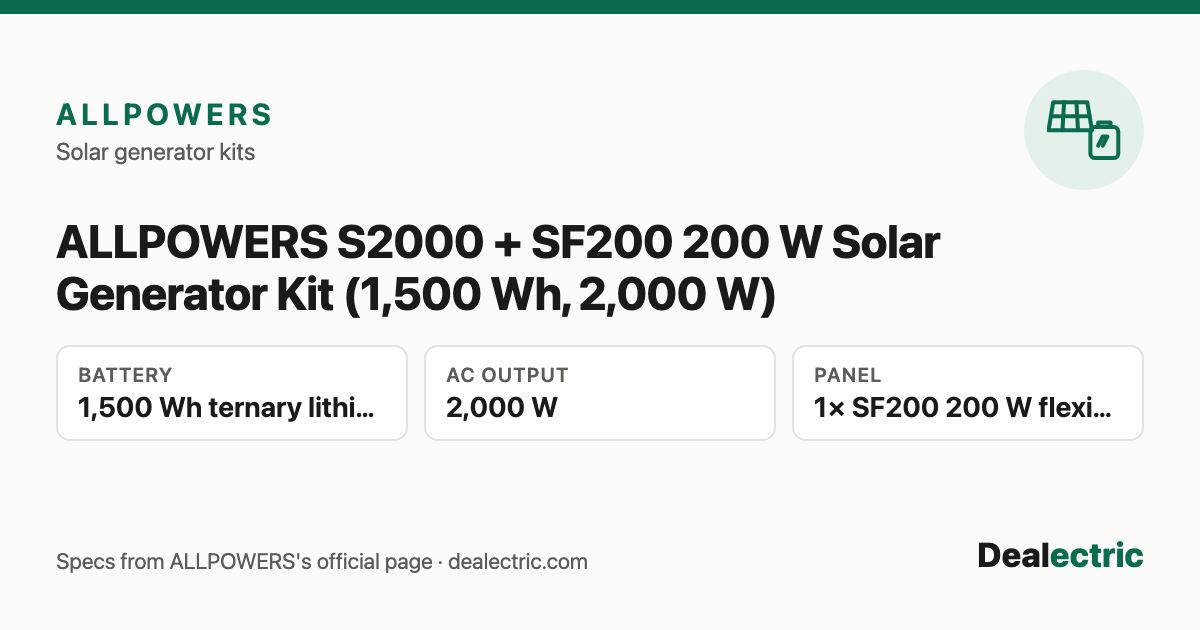 ALLPOWERS
Solar generator kits
ALLPOWERS S2000 + SF200 200 W Solar
Generator Kit (1,500 Wh, 2,000 W)
BATTERY
1,500 Wh ternary lithi...
AC OUTPUT
2,000 W
PANEL
1× SF200 200 W flexi...
Specs from ALLPOWERS's official page · dealectric.com
Dealectric